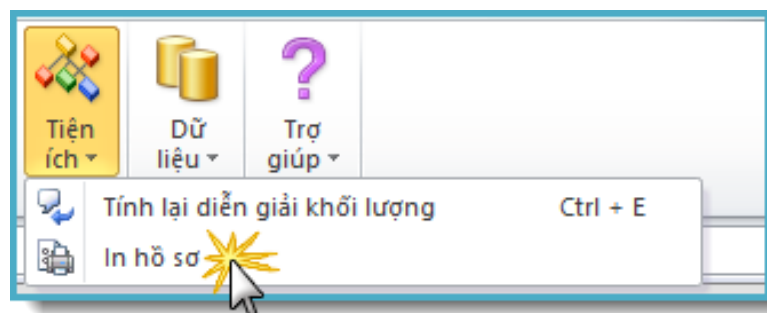 Tiện
ích
Dữ
liệu
Trợ
giúp
Tính lại diễn giải khối lượng Ctrl + E
In hồ sơ